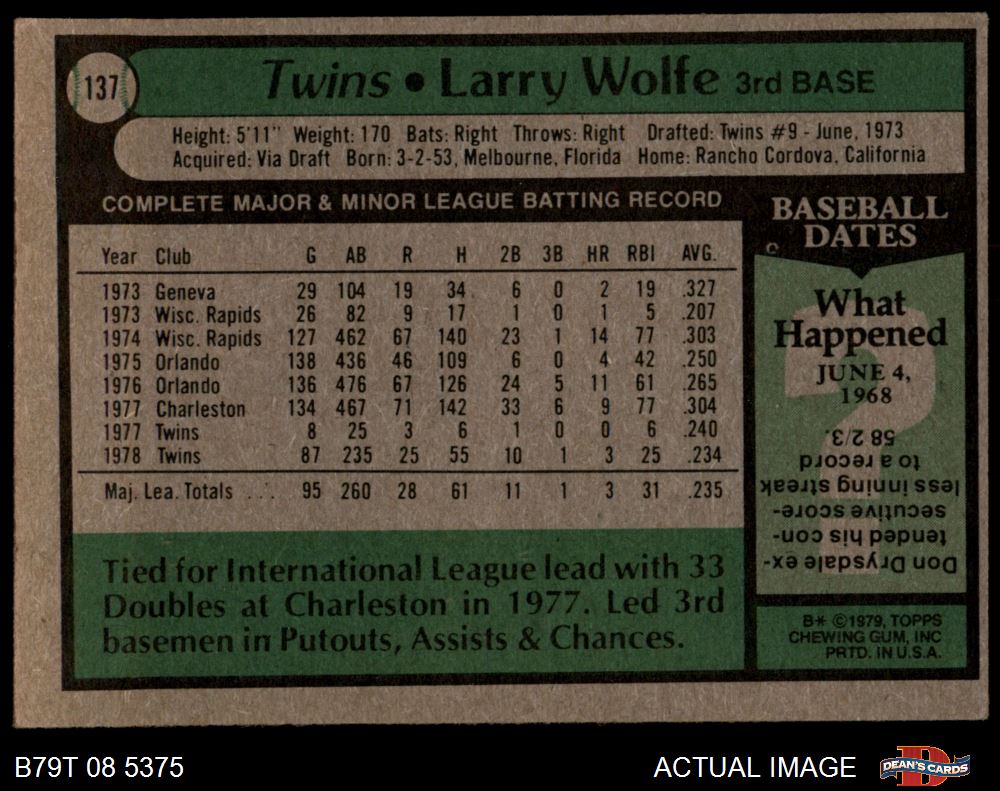 137
Twins • Larry Wolfe 3rd BASE
Height: 5'11" Weight: 170 Bats: Right Throws: Right Drafted: Twins #9 - June, 1973
Acquired: Via Draft Born: 3-2-53, Melbourne, Florida Home: Rancho Cordova, California
COMPLETE MAJOR & MINOR LEAGUE BATTING RECORD
Year Club G AB R H 2B 3B HR RBI AVG.
1973 Geneva 29 104 19 34 6 0 2 19 .327
1973 Wisc. Rapids 26 82 9 17 1 0 1 5 .207
1974 Wisc. Rapids 127 462 67 140 23 1 14 77 .303
1975 Orlando 138 436 46 109 6 0 4 42 .250
1976 Orlando 136 476 67 126 24 5 11 61 .265
1977 Charleston 134 467 71 142 33 6 9 77 .304
1977 Twins 8 25 3 6 1 0 0 6 .240
1978 Twins 87 235 25 55 10 1 3 25 .234
Maj. Lea. Totals . . . 95 260 28 61 11 1 3 31 .235
Tied for International League lead with 33
Doubles at Charleston in 1977. Led 3rd
basemen in Putouts, Assists & Chances.
BASEBALL
DATES
What
Happened
JUNE 4,
1968
?
Don Drysdale ex-
tended his con-
secutive score-
less inning streak
to a record
58 2/3.
B* ©1979, TOPPS
CHEWING GUM, INC
PRTD. IN U.S.A.
B79T 08 5375
ACTUAL IMAGE
D
DEAN'S CARDS